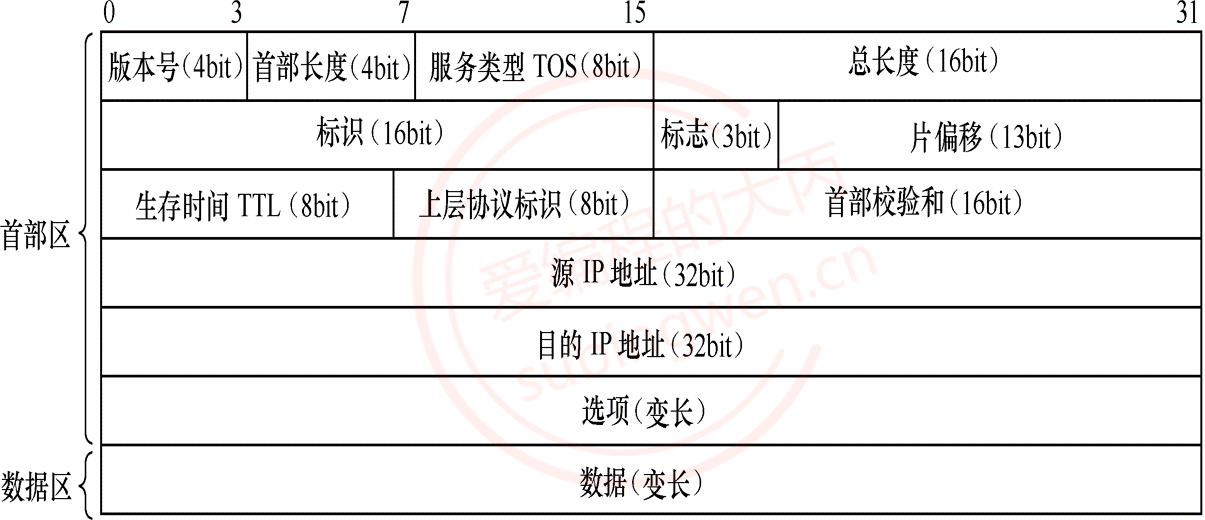 0 3 7 15 31
版本号(4bit) 首部长度(4bit) 服务类型 TOS(8bit) 总长度(16bit)
标识(16bit) 标志(3bit) 片偏移(13bit)
生存时间 TTL(8bit) 上层协议标识(8bit) 首部校验和(16bit)
首部区
源 IP 地址(32bit)
目的 IP 地址(32bit)
选项(变长)
数据区 数据(变长)
爱编程的大丙
subingwen.cn